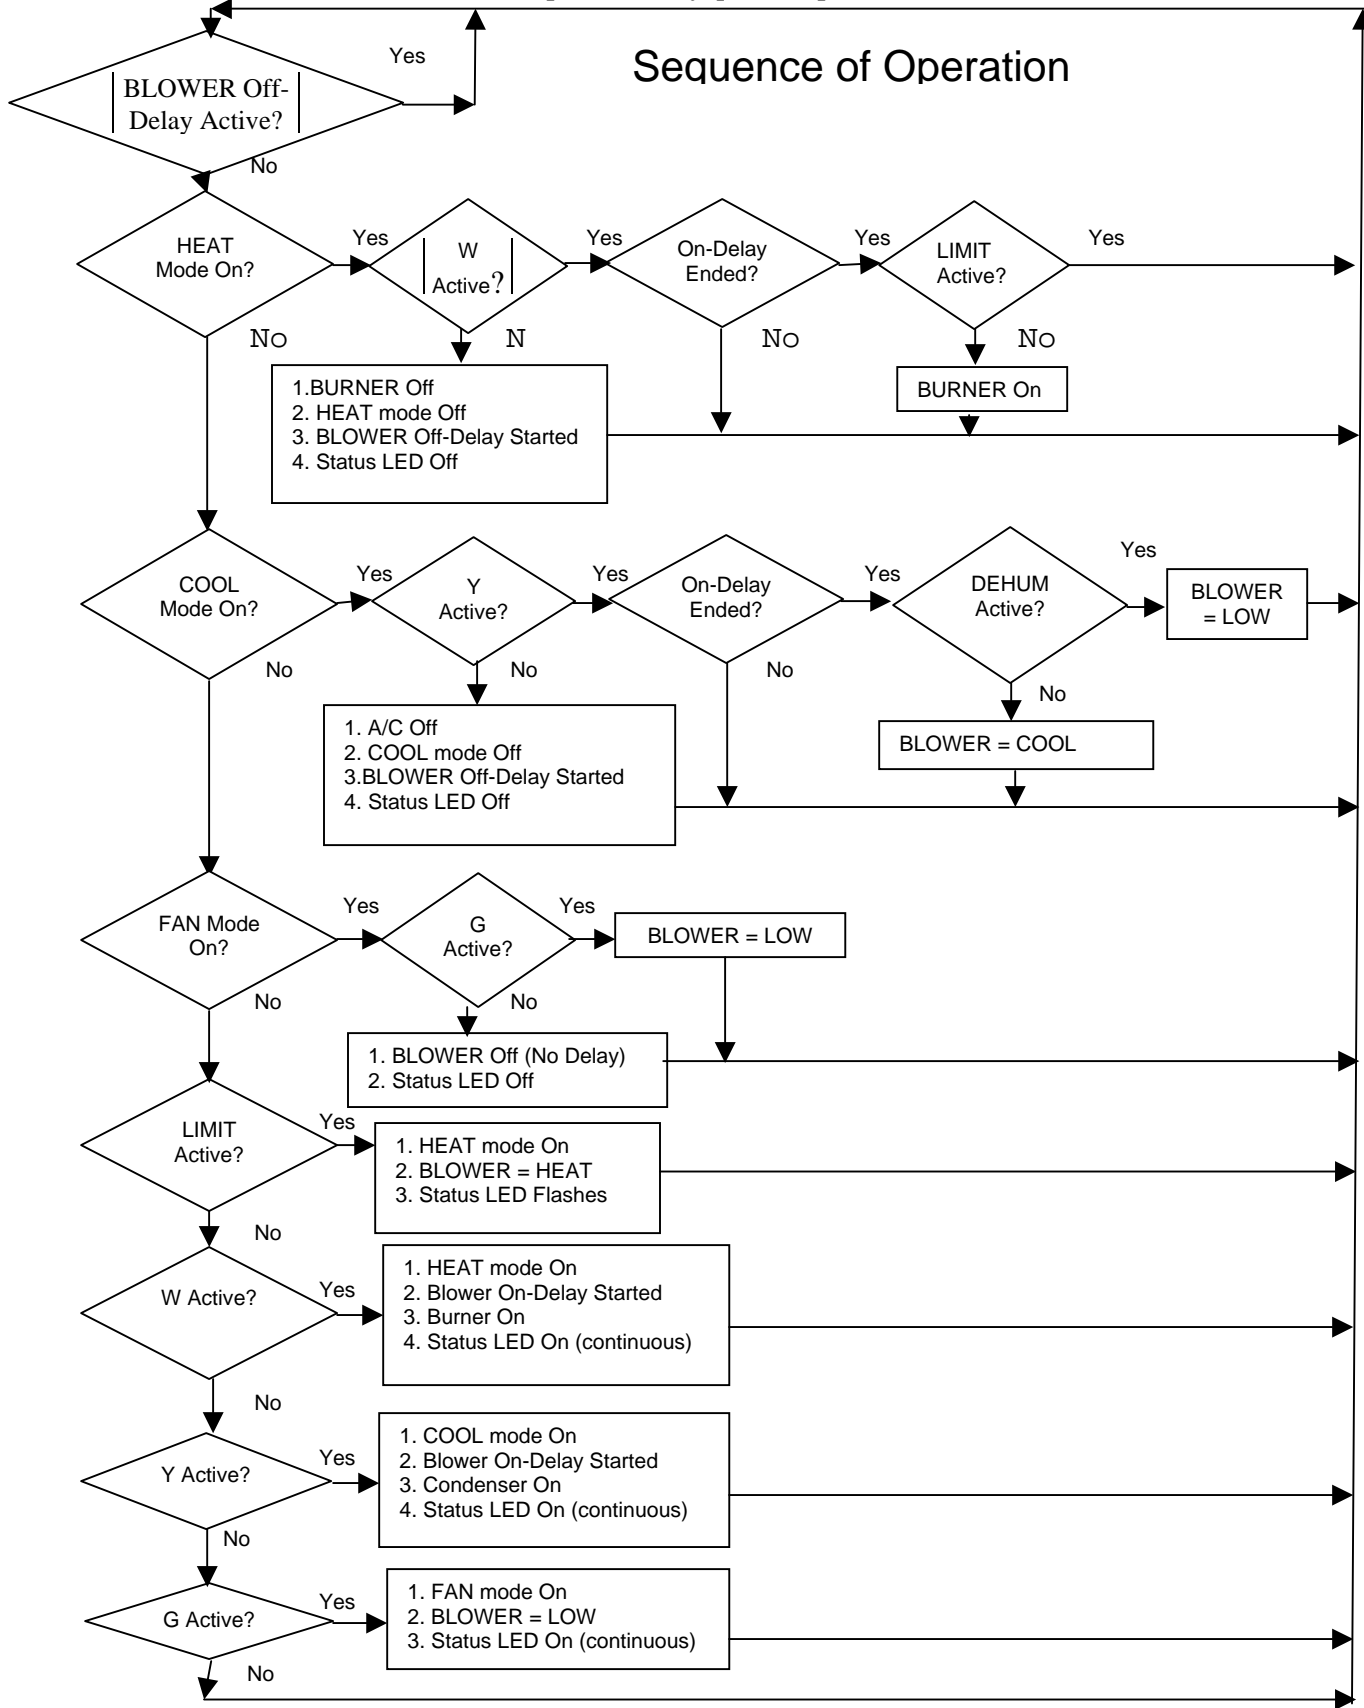 Sequence of Operation
Yes
BLOWER Off-
Delay Active?
No
HEAT
Mode On?
Yes
W
Active?
Yes
On-Delay
Ended?
Yes
LIMIT
Active?
Yes
No
N
No
No
1.BURNER Off
2. HEAT mode Off
3. BLOWER Off-Delay Started
4. Status LED Off
BURNER On
COOL
Mode On?
Yes
Y
Active?
Yes
On-Delay
Ended?
Yes
DEHUM
Active?
Yes
BLOWER
= LOW
No
No
No
No
1. A/C Off
2. COOL mode Off
3.BLOWER Off-Delay Started
4. Status LED Off
BLOWER = COOL
FAN Mode
On?
Yes
G
Active?
Yes
BLOWER = LOW
No
No
1. BLOWER Off (No Delay)
2. Status LED Off
LIMIT
Active?
Yes
1. HEAT mode On
2. BLOWER = HEAT
3. Status LED Flashes
No
W Active?
Yes
1. HEAT mode On
2. Blower On-Delay Started
3. Burner On
4. Status LED On (continuous)
No
Y Active?
Yes
1. COOL mode On
2. Blower On-Delay Started
3. Condenser On
4. Status LED On (continuous)
No
G Active?
Yes
1. FAN mode On
2. BLOWER = LOW
3. Status LED On (continuous)
No